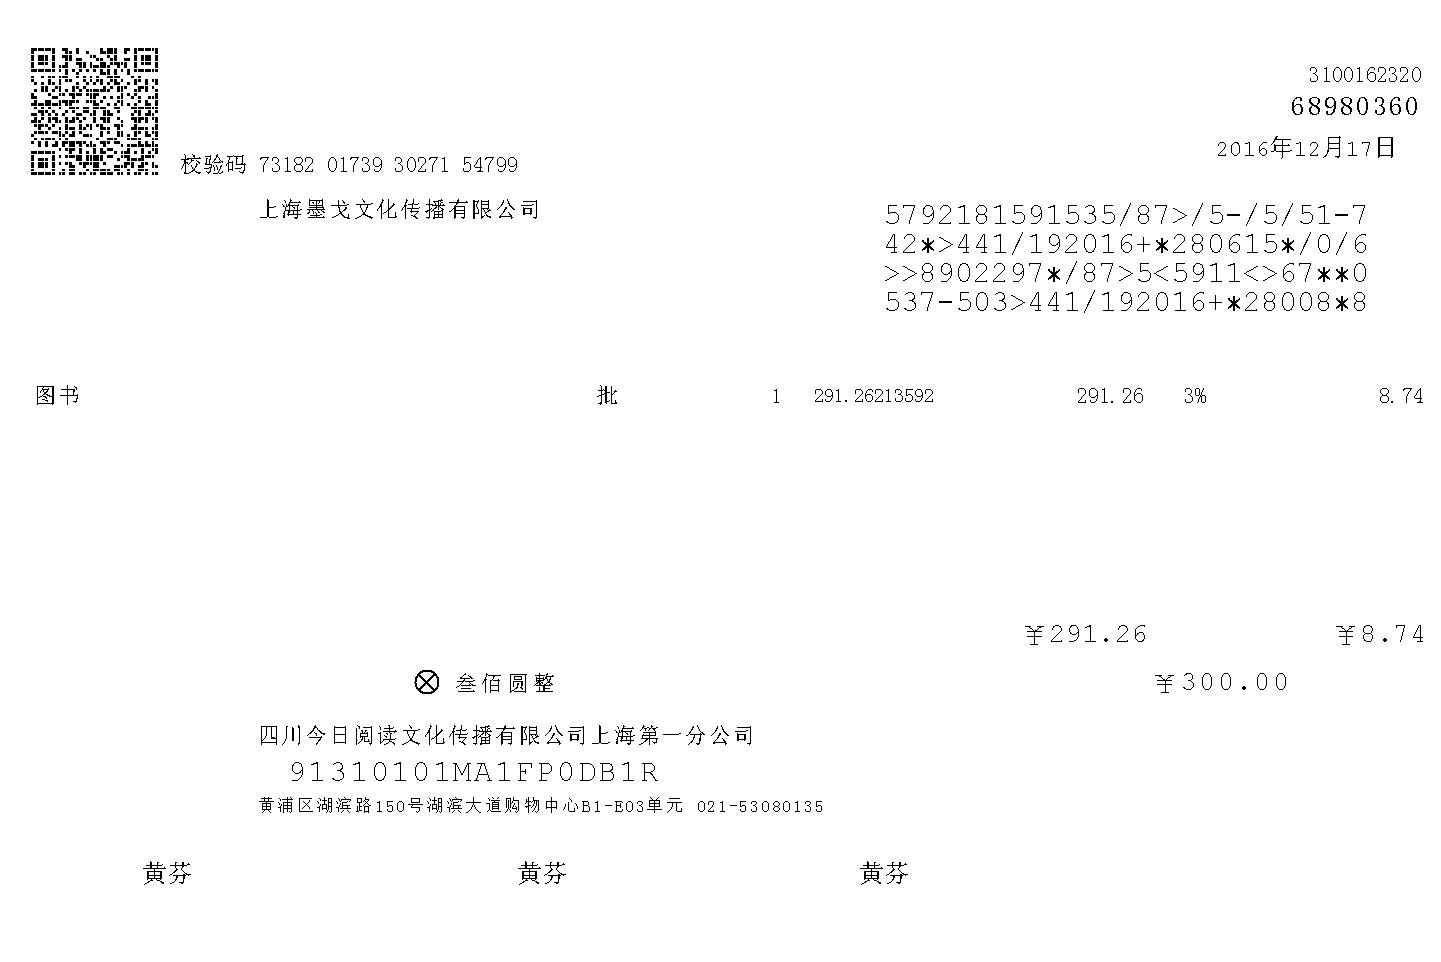 3100162320
68980360
2016年12月17日
校验码 73182 01739 30271 54799
上海墨戈文化传播有限公司
5792181591535/87>/5-/5/51-7
42*>441/192016+*280615*/0/6
>>8902297*/87>5<5911<>67**0
537-503>441/192016+*28008*8
图书 批 1 291.26213592 291.26 3% 8.74
¥291.26 ¥8.74
ⓧ 叁佰圆整 ¥300.00
四川今日阅读文化传播有限公司上海第一分公司
91310101MA1FP0DB1R
黄浦区湖滨路150号湖滨大道购物中心B1-E03单元 021-53080135
黄芬 黄芬 黄芬